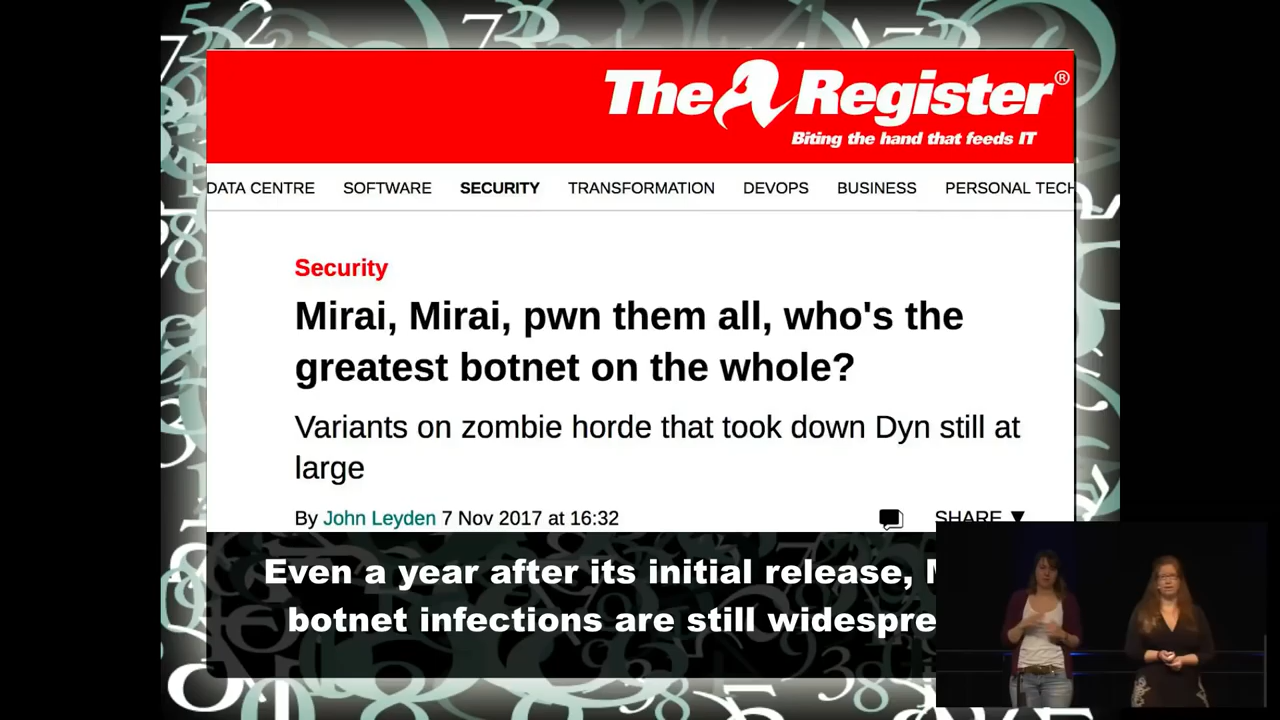 The Register®
Biting the hand that feeds IT
DATA CENTRE SOFTWARE SECURITY TRANSFORMATION DEVOPS BUSINESS PERSONAL TECH
Security
Mirai, Mirai, pwn them all, who's the
greatest botnet on the whole?
Variants on zombie horde that took down Dyn still at
large
By John Leyden 7 Nov 2017 at 16:32
SHARE ▼
Even a year after its initial release,
botnet infections are still widespre